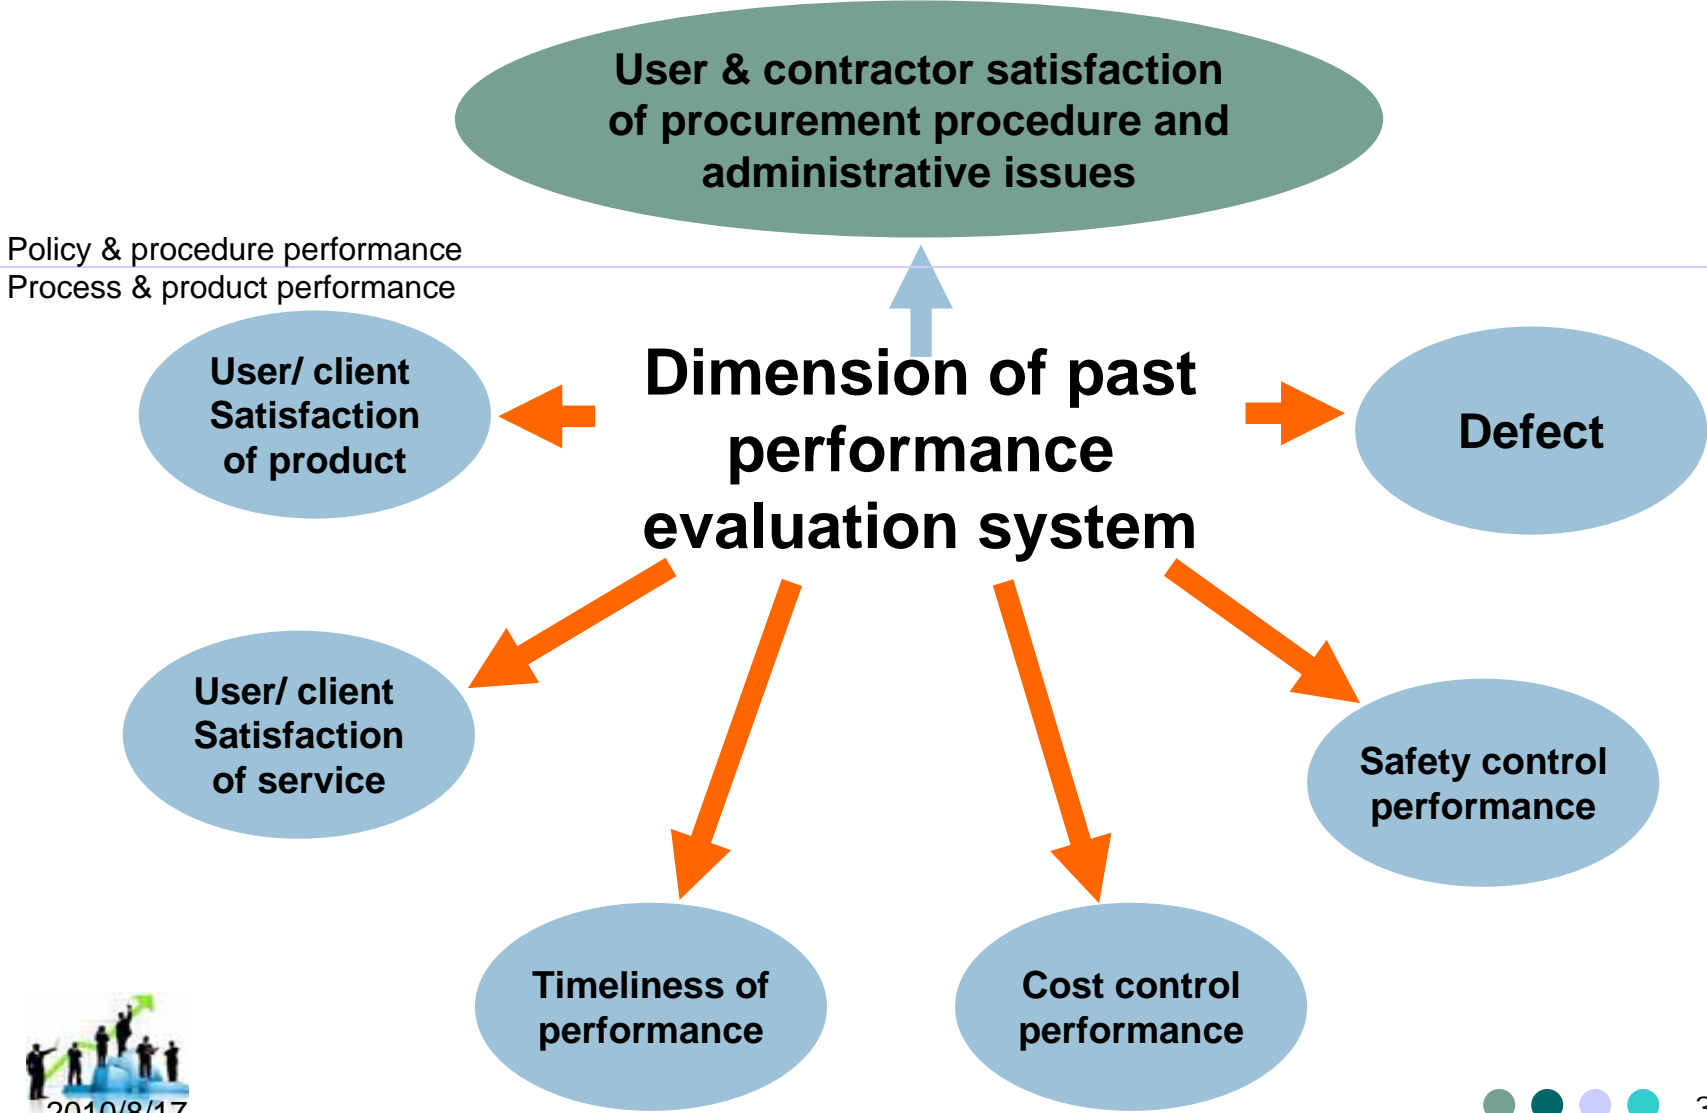 User & contractor satisfaction
of procurement procedure and
administrative issues
Policy & procedure performance
Process & product performance
Dimension of past
performance
evaluation system
User/ client
Satisfaction
of product
Defect
User/ client
Satisfaction
of service
Safety control
performance
Timeliness of
performance
Cost control
performance
2010/8/17